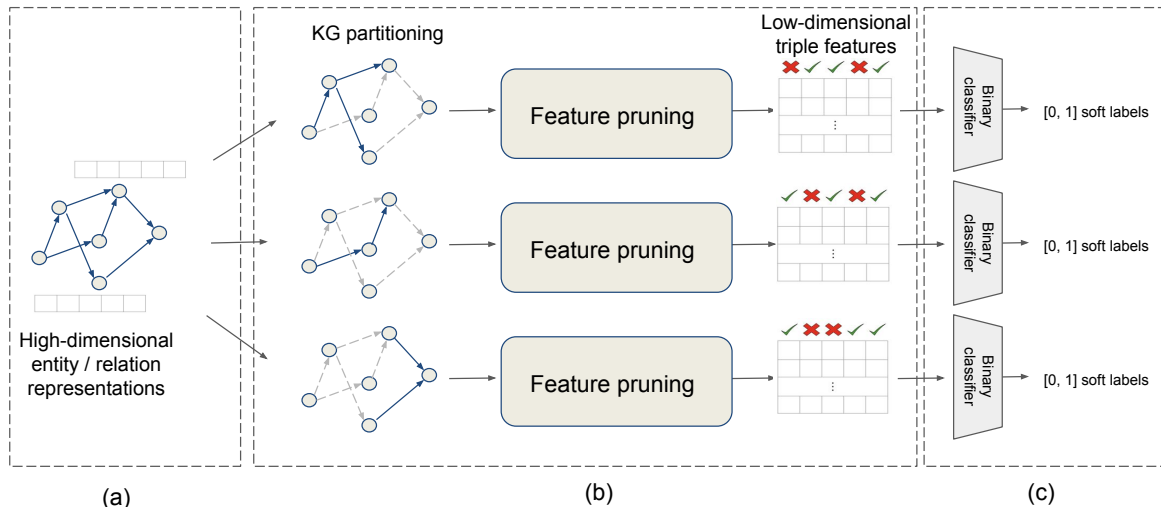 KG partitioning
Low-dimensional
triple features
Feature pruning
...
Binary
classifier
[0, 1] soft labels
Feature pruning
...
Binary
classifier
[0, 1] soft labels
High-dimensional
entity / relation
representations
Feature pruning
...
Binary
classifier
[0, 1] soft labels
(a)
(b)
(c)